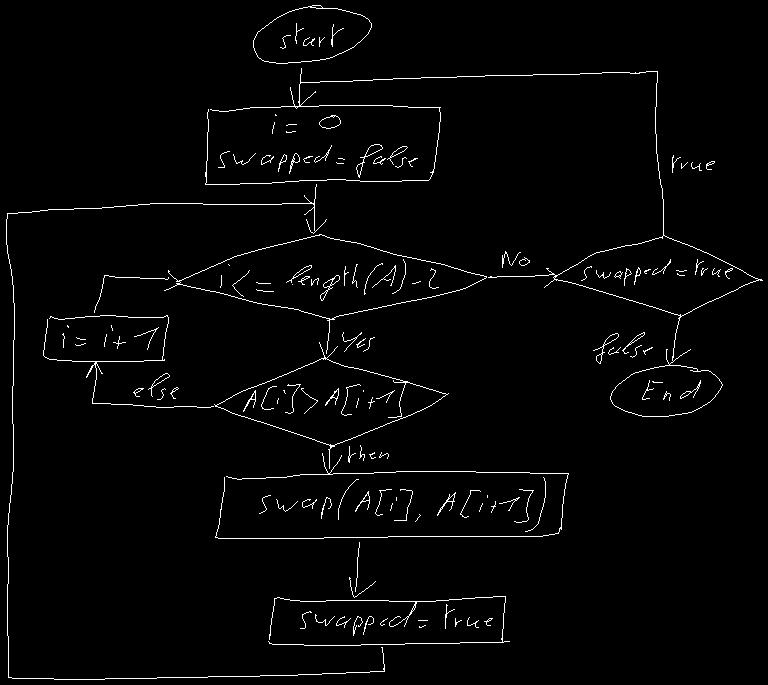 start
i = 0
swapped = false
true
i <= length(A) - 2
No
swapped = true
i = i + 1
Yes
false
else
A[i] > A[i+1]
End
then
swap(A[i], A[i+1])
swapped = true